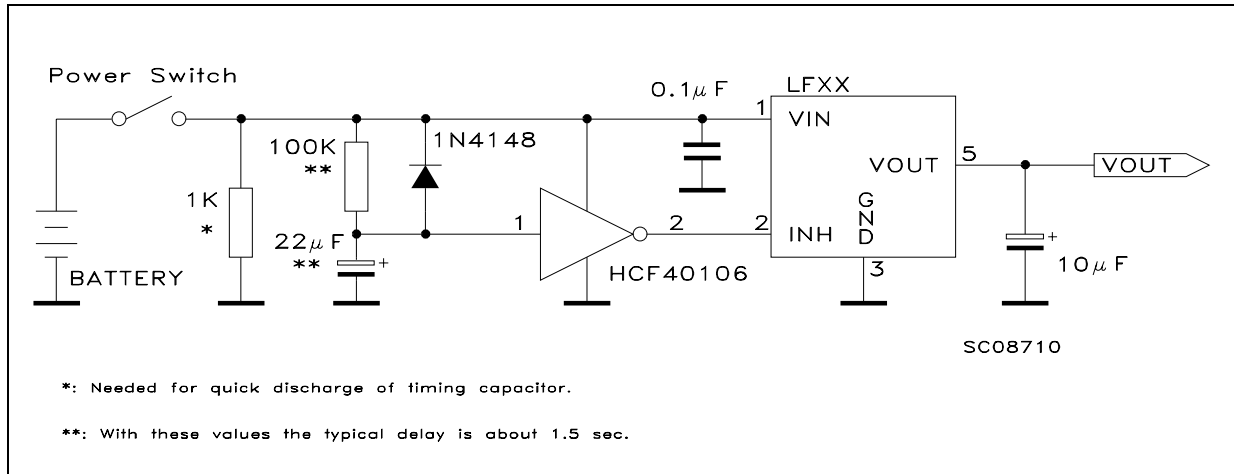 Power Switch
0.1μF
LFXX
1
VIN
1N4148
100K
**
VOUT
5
VOUT
1K
*
GND
1
2
2
INH
22μF
**
+
+
HCF40106
3
10μF
BATTERY
SC08710
*: Needed for quick discharge of timing capacitor.
**: With these values the typical delay is about 1.5 sec.